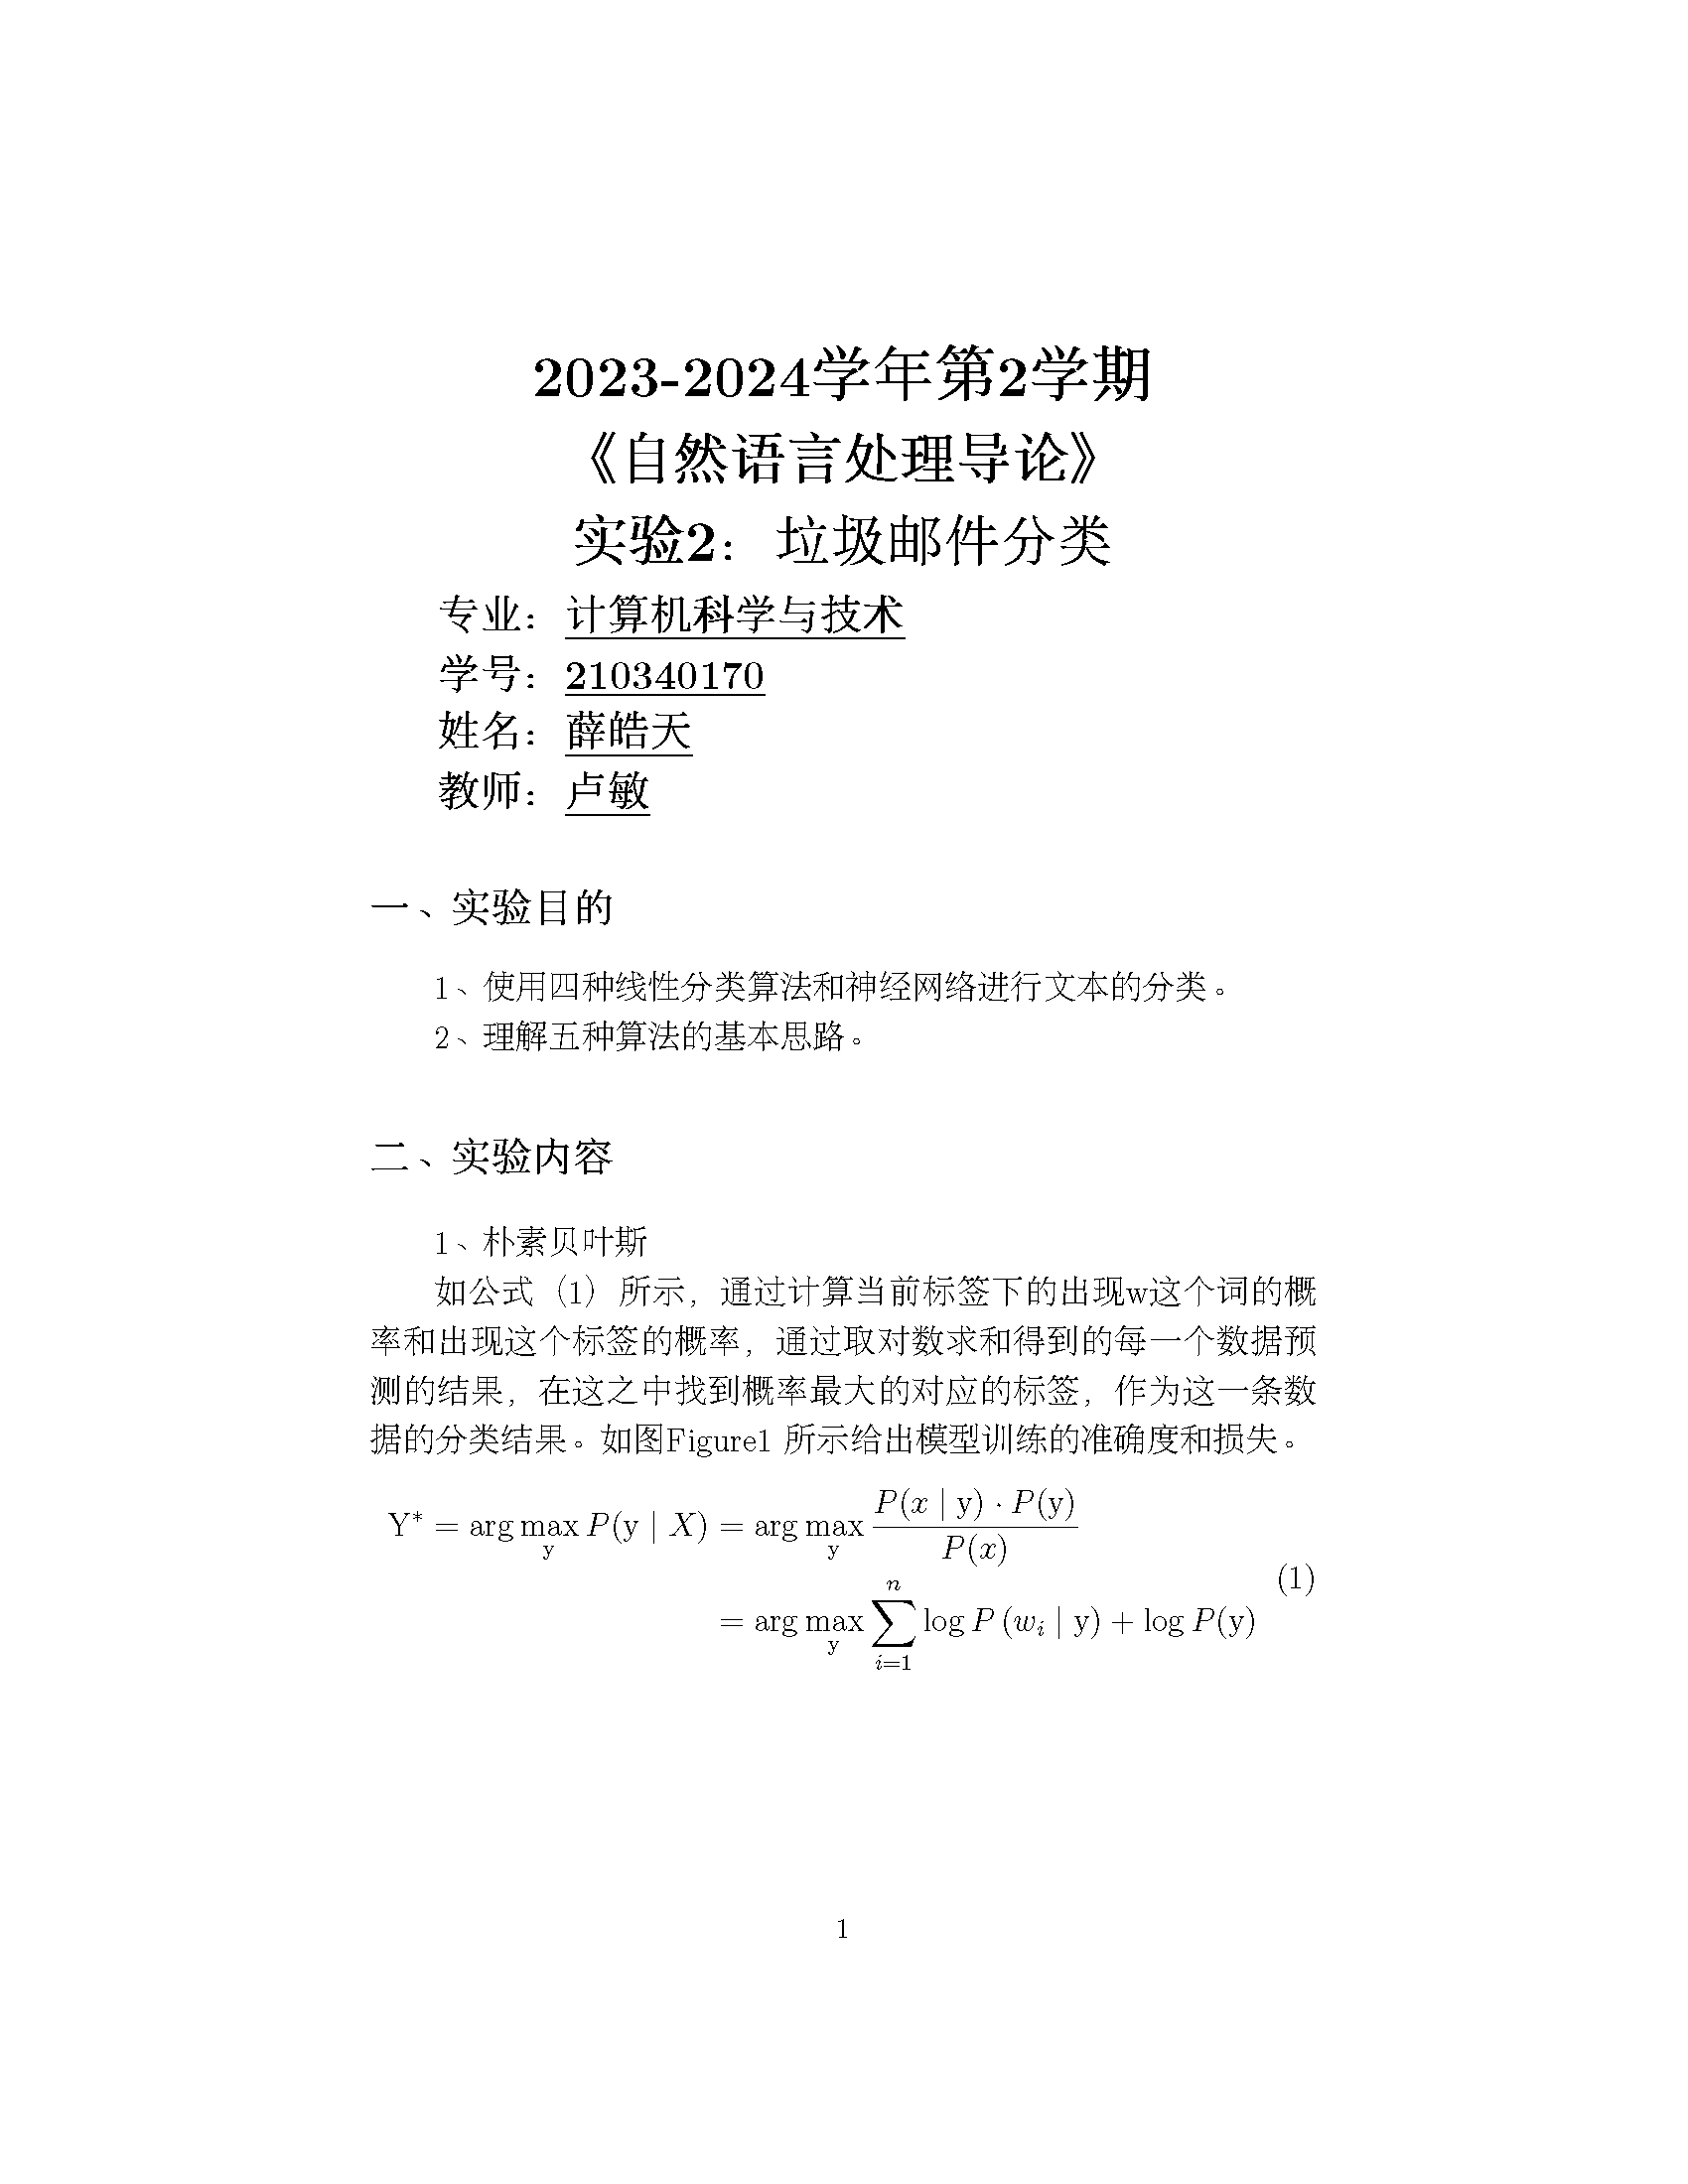 2023-2024学年第2学期
《自然语言处理导论》
实验2：垃圾邮件分类
专业：计算机科学与技术
学号：210340170
姓名：薛皓天
教师：卢敏
一、实验目的
1、使用四种线性分类算法和神经网络进行文本的分类。
2、理解五种算法的基本思路。
二、实验内容
1、朴素贝叶斯
如公式（1）所示，通过计算当前标签下的出现w这个词的概
率和出现这个标签的概率，通过取对数求和得到的每一个数据预
测的结果，在这之中找到概率最大的对应的标签，作为这一条数
据的分类结果。如图Figure1 所示给出模型训练的准确度和损失。
Y* = arg max_y P(y | X) = arg max_y P(x | y) · P(y) / P(x)
= arg max_y ∑_{i=1}^{n} log P (w_i | y) + log P(y) (1)
1